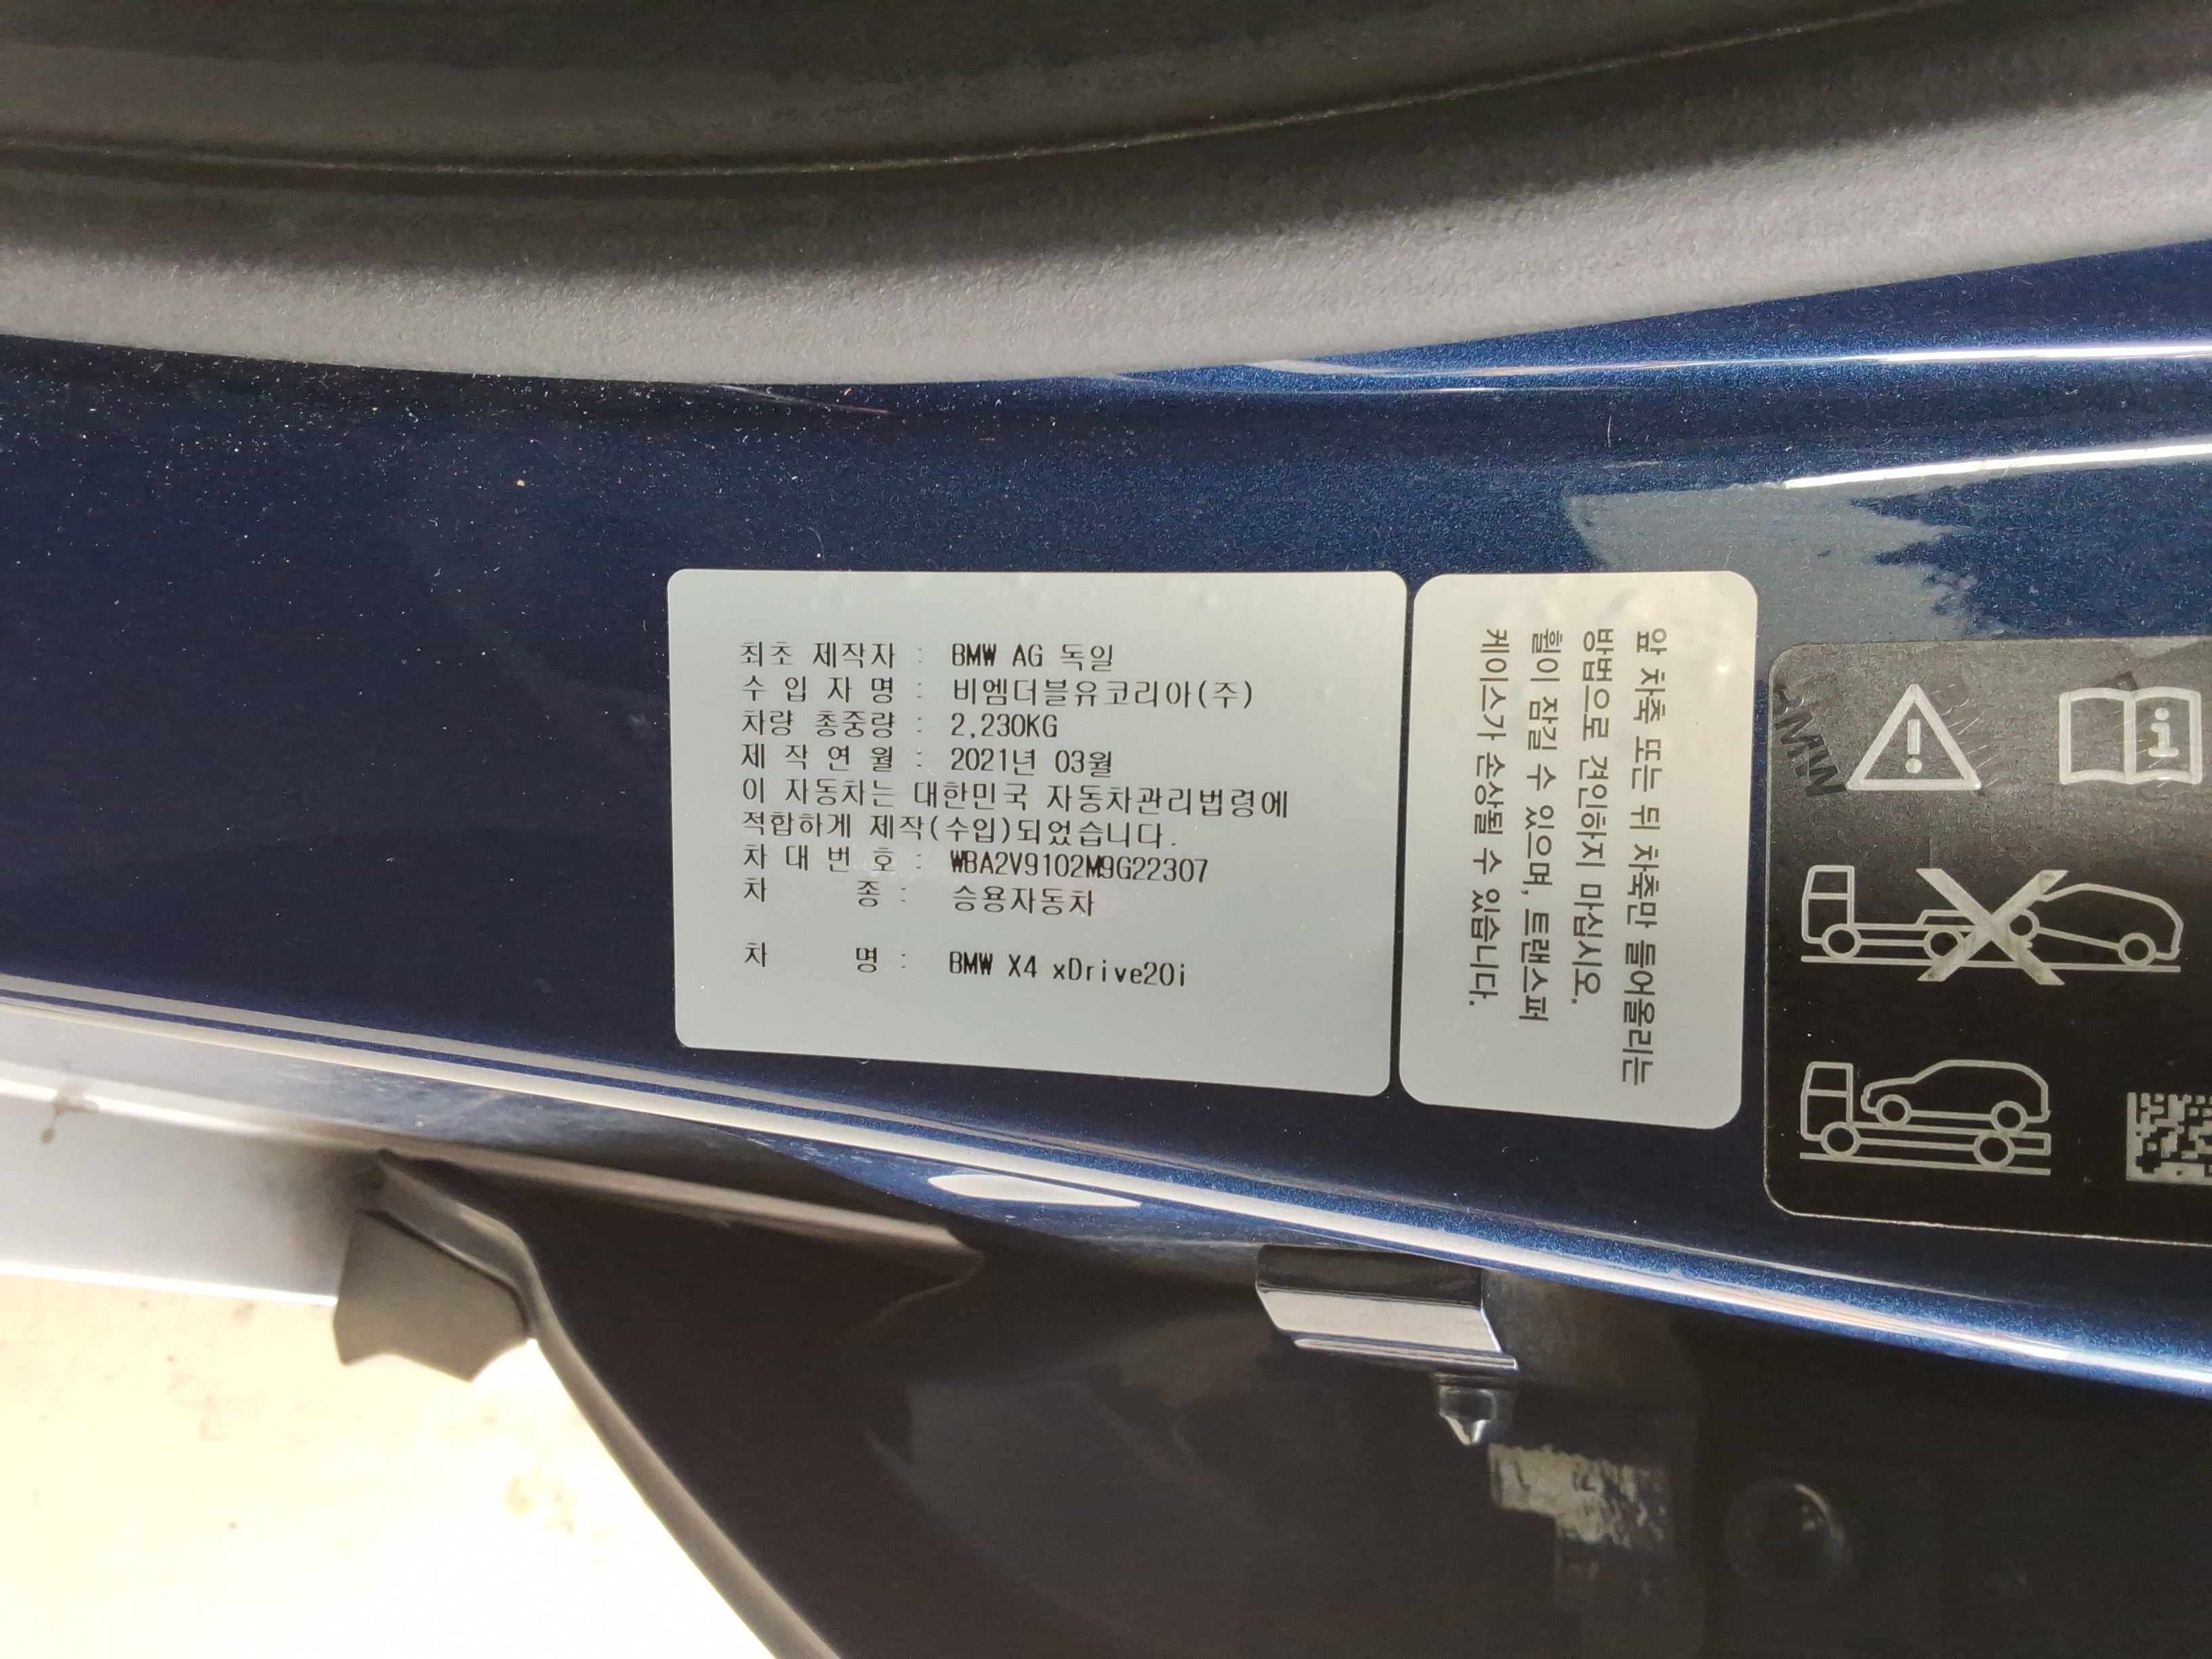 최초 제작자 : BMW AG 독일
수 입 자 명 : 비엠더블유코리아(주)
차량 총중량 : 2,230KG
제 작 연 월 : 2021년 03월
이 자동차는 대한민국 자동차관리법령에
적합하게 제작(수입)되었습니다.
차 대 번 호 : WBA2V9102M9G22307
차 종 : 승용자동차
차 명 : BMW X4 xDrive20i
앞 차축 또는 뒤 차축만 들어올리는
방법으로 견인하지 마십시오.
휠이 잠길 수 있으며, 트랜스퍼
케이스가 손상될 수 있습니다.
BMW